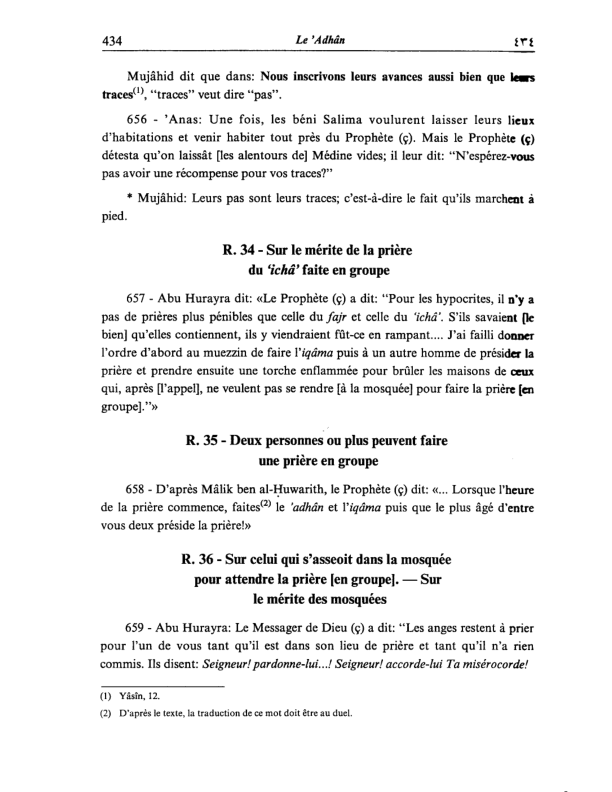 434 Le 'Adhân ٤٣٤
Mujâhid dit que dans: Nous inscrivons leurs avances aussi bien que leurs
traces(1), "traces" veut dire "pas".
656 - 'Anas: Une fois, les béni Salima voulurent laisser leurs lieux
d'habitations et venir habiter tout près du Prophète (ç). Mais le Prophète (ç)
détesta qu'on laissât [les alentours de] Médine vides; il leur dit: "N'espérez-vous
pas avoir une récompense pour vos traces?"
* Mujâhid: Leurs pas sont leurs traces; c'est-à-dire le fait qu'ils marchent à
pied.
R. 34 - Sur le mérite de la prière
du 'ichâ' faite en groupe
657 - Abu Hurayra dit: «Le Prophète (ç) a dit: "Pour les hypocrites, il n'y a
pas de prières plus pénibles que celle du fajr et celle du 'ichâ'. S'ils savaient [le
bien] qu'elles contiennent, ils y viendraient fût-ce en rampant.... J'ai failli donner
l'ordre d'abord au muezzin de faire l'iqâma puis à un autre homme de présider la
prière et prendre ensuite une torche enflammée pour brûler les maisons de ceux
qui, après [l'appel], ne veulent pas se rendre [à la mosquée] pour faire la prière [en
groupe]."»
R. 35 - Deux personnes ou plus peuvent faire
une prière en groupe
658 - D'après Mâlik ben al-Ḥuwarith, le Prophète (ç) dit: «... Lorsque l'heure
de la prière commence, faites(2) le 'adhân et l'iqâma puis que le plus âgé d'entre
vous deux préside la prière!»
R. 36 - Sur celui qui s'asseoit dans la mosquée
pour attendre la prière [en groupe]. — Sur
le mérite des mosquées
659 - Abu Hurayra: Le Messager de Dieu (ç) a dit: "Les anges restent à prier
pour l'un de vous tant qu'il est dans son lieu de prière et tant qu'il n'a rien
commis. Ils disent: Seigneur! pardonne-lui...! Seigneur! accorde-lui Ta misérocorde!
(1) Yâsîn, 12.
(2) D'aprés le texte, la traduction de ce mot doit être au duel.